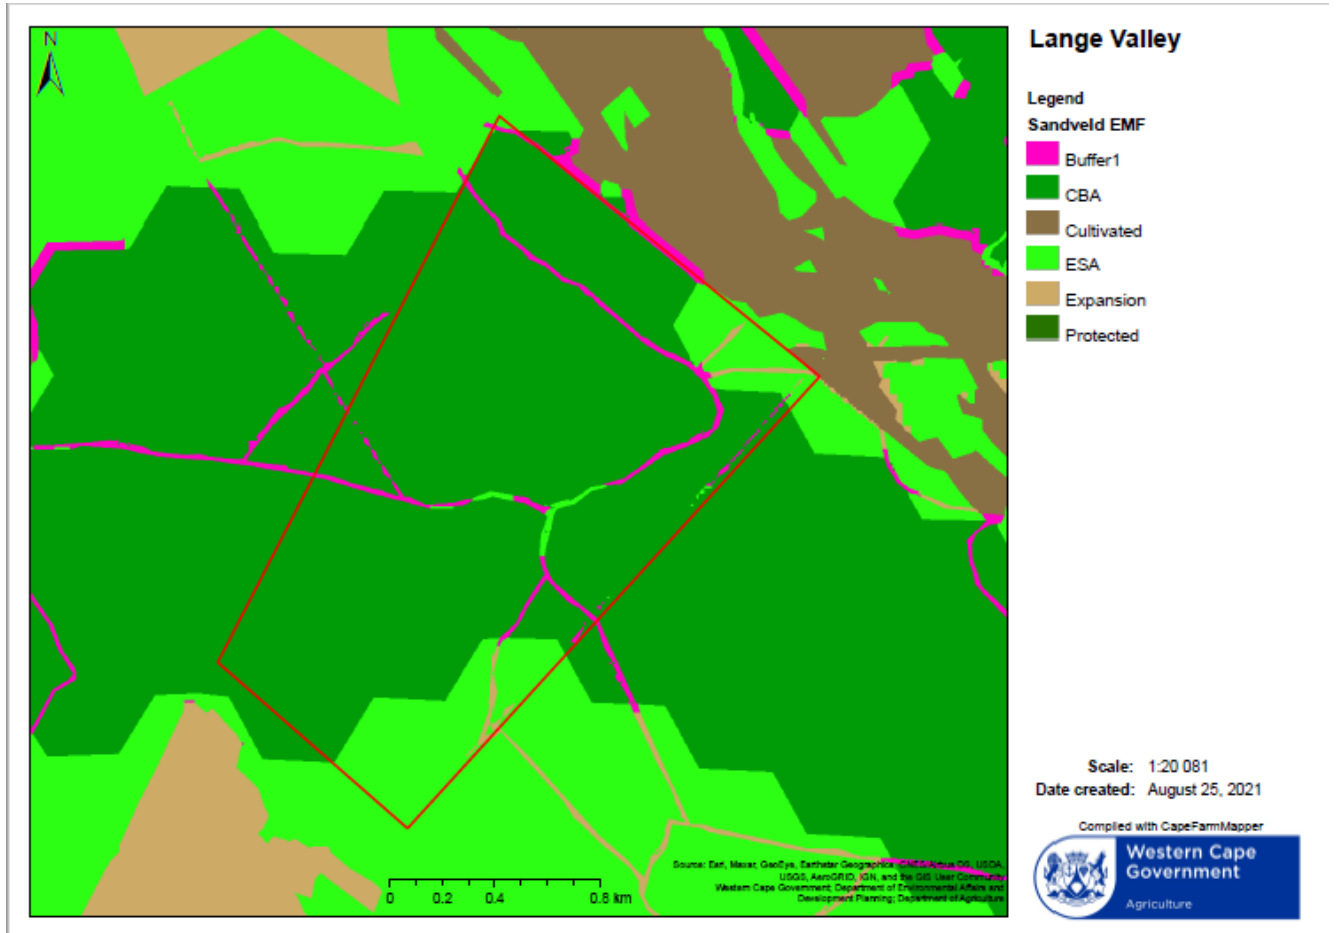 N
Lange Valley
Legend
Sandveld EMF
Buffer1
CBA
Cultivated
ESA
Expansion
Protected
Scale: 1:20 081
Date created: August 25, 2021
Compiled with CapeFarmMapper
Western Cape
Government
Agriculture
0 0.2 0.4 0.8 km
Source: Esri, Maxar, GeoEye, Earthstar Geographics, CNES/Airbus DS, USDA,
USGS, AeroGRID, IGN, and the GIS User Community
Western Cape Government; Department of Environmental Affairs and
Development Planning; Department of Agriculture